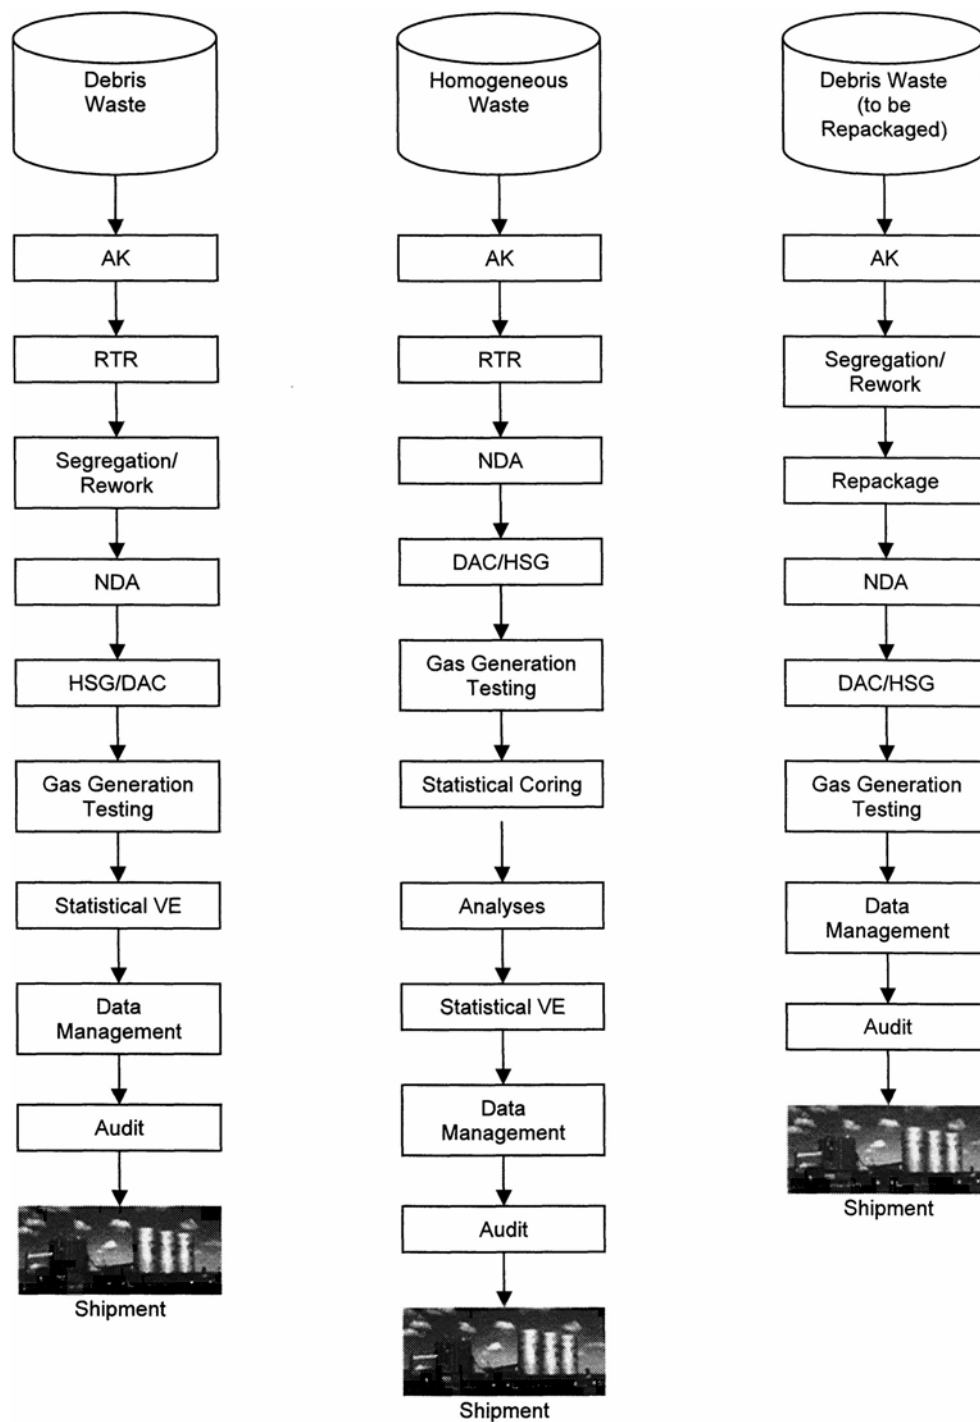 Debris
Waste
AK
RTR
Segregation/
Rework
NDA
HSG/DAC
Gas Generation
Testing
Statistical VE
Data
Management
Audit
Shipment
Homogeneous
Waste
AK
RTR
NDA
DAC/HSG
Gas Generation
Testing
Statistical Coring
Analyses
Statistical VE
Data
Management
Audit
Shipment
Debris Waste
(to be
Repackaged)
AK
Segregation/
Rework
Repackage
NDA
DAC/HSG
Gas Generation
Testing
Data
Management
Audit
Shipment